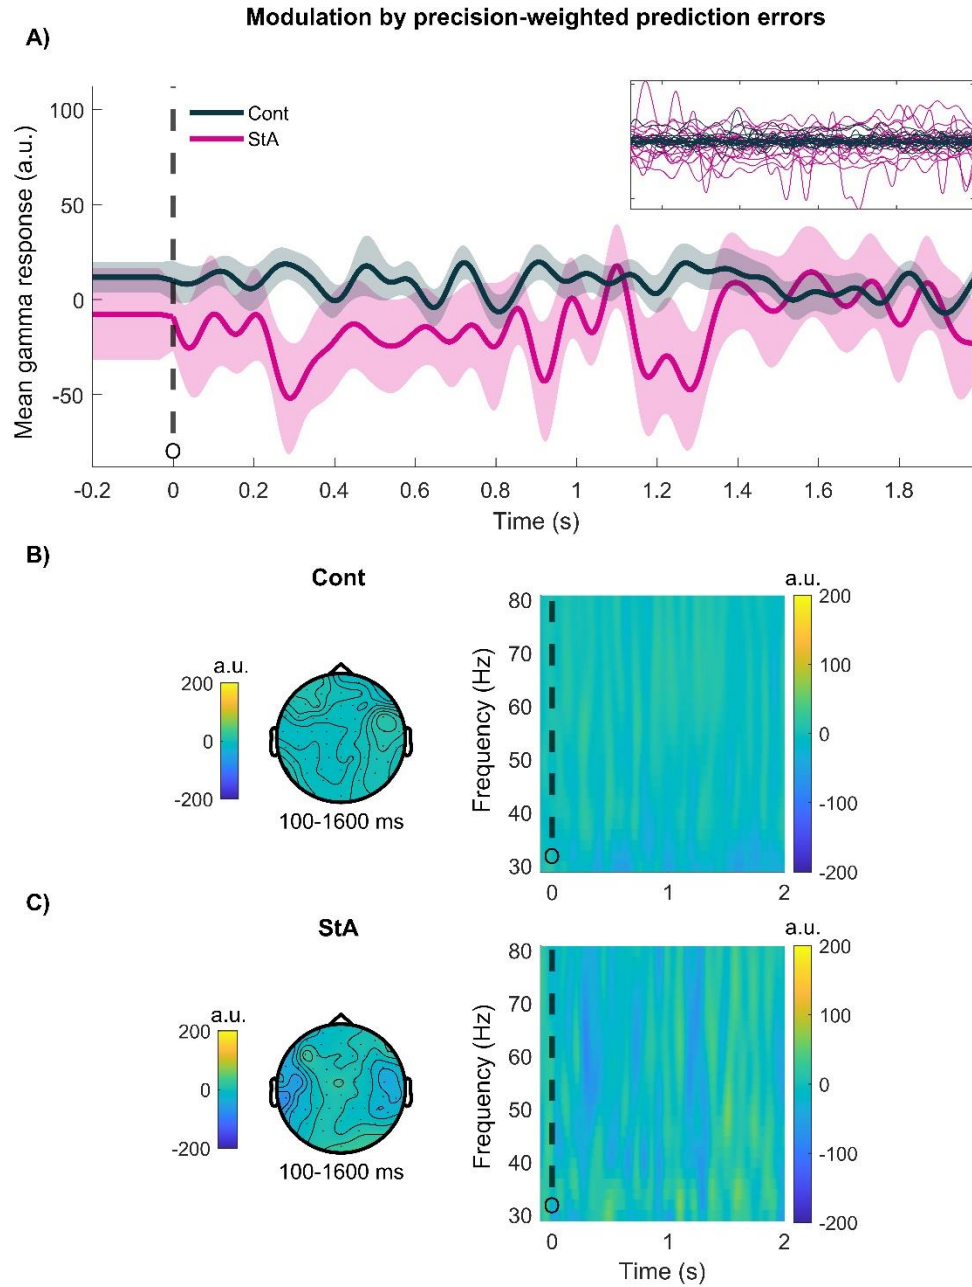 Modulation by precision-weighted prediction errors
A)
Cont
StA
100
50
0
-50
Mean gamma response (a.u.)
O
-0.2 0 0.2 0.4 0.6 0.8 1 1.2 1.4 1.6 1.8
Time (s)
B)
Cont
a.u.
200
0
-200
100-1600 ms
80
70
60
50
40
30
Frequency (Hz)
O
0 1 2
a.u.
200
100
0
-100
-200
C)
StA
a.u.
200
0
-200
100-1600 ms
80
70
60
50
40
30
Frequency (Hz)
O
0 1 2
Time (s)
a.u.
200
100
0
-100
-200